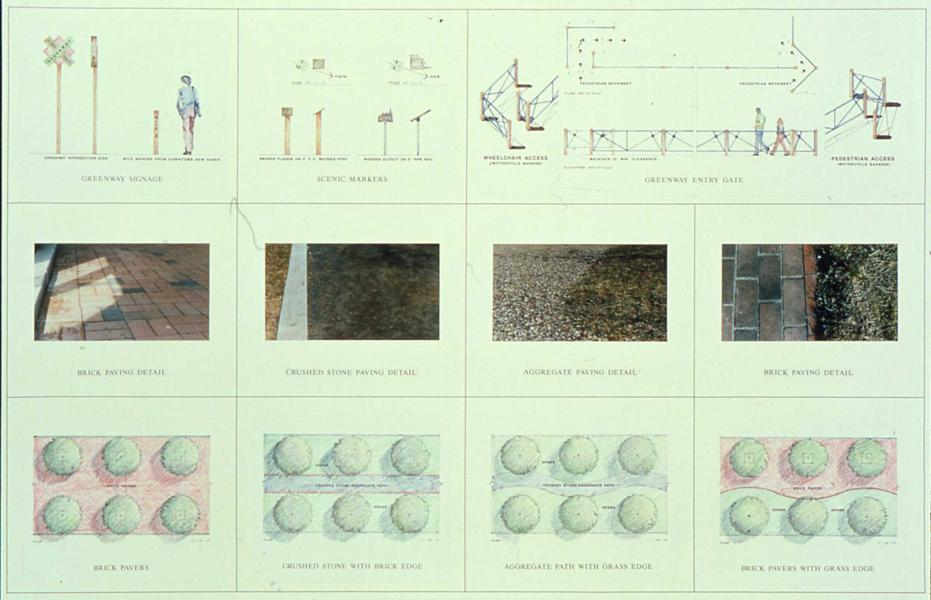 GREENWAY INTERSECTION SIGN
MILE MARKER FROM DOWNTOWN NEW HAVEN
GREENWAY SIGNAGE
PLAN
VISTA
PLAN
VIEW
BRONZE PLAQUE ON 4" X 4" WOODEN POST
WOODEN CUTOUT ON 2" PIPE RAIL
SCENIC MARKERS
PEDESTRIAN MOVEMENT
PEDESTRIAN MOVEMENT
PLAN
WHEELCHAIR ACCESS
(MOTORCYCLE BARRIER)
MAINTAIN 12" MIN. CLEARANCE
ELEVATION
PEDESTRIAN ACCESS
(MOTORCYCLE BARRIER)
GREENWAY ENTRY GATE
BRICK PAVING DETAIL
CRUSHED STONE PAVING DETAIL
AGGREGATE PAVING DETAIL
BRICK PAVING DETAIL
BRICK PAVERS
BRICK PAVERS
GRASS
CRUSHED STONE/AGGREGATE PATH
GRASS
CRUSHED STONE WITH BRICK EDGE
GRASS
CRUSHED STONE/AGGREGATE PATH
GRASS
AGGREGATE PATH WITH GRASS EDGE
BRICK PAVERS
GRASS
GRASS
BRICK PAVERS WITH GRASS EDGE